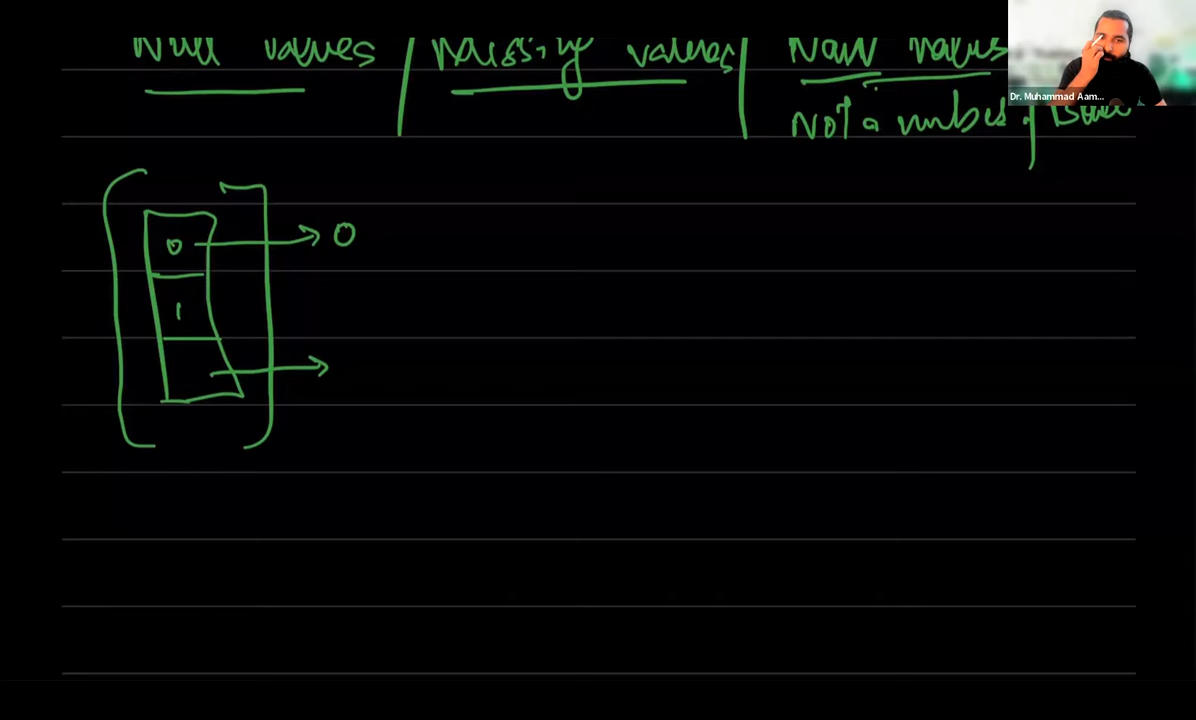 Null values | Missing values | NaN values
Not a number /
Dr. Muhammad Aam...
0 → 0
1
→